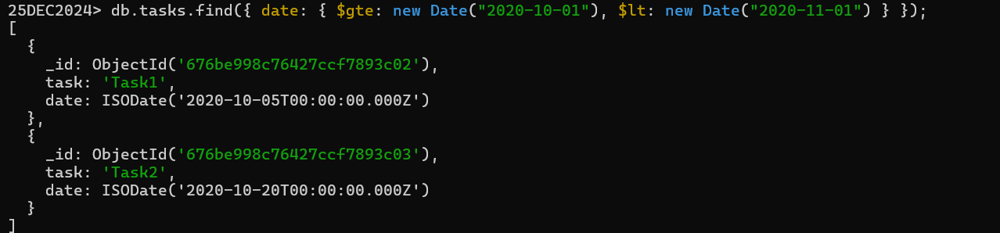 25DEC2024> db.tasks.find({ date: { $gte: new Date("2020-10-01"), $lt: new Date("2020-11-01") } });
[
  {
    _id: ObjectId('676be998c76427ccf7893c02'),
    task: 'Task1',
    date: ISODate('2020-10-05T00:00:00.000Z')
  },
  {
    _id: ObjectId('676be998c76427ccf7893c03'),
    task: 'Task2',
    date: ISODate('2020-10-20T00:00:00.000Z')
  }
]